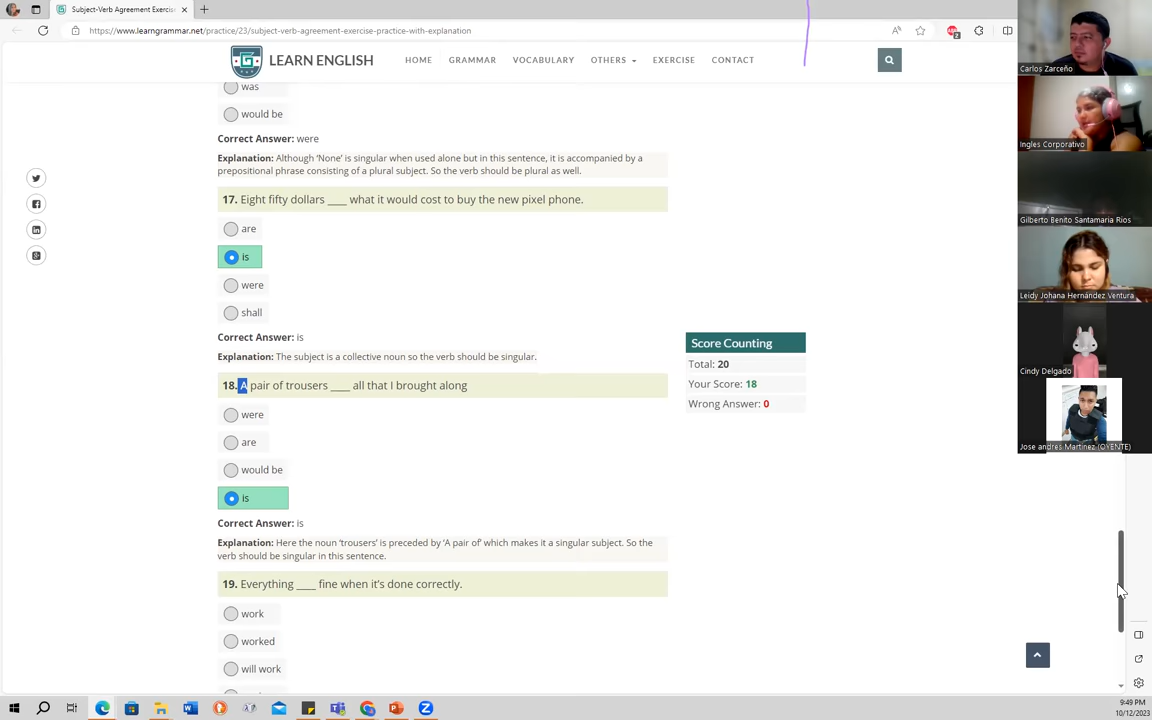 Subject-Verb Agreement Exercise
https://www.learngrammar.net/practice/23/subject-verb-agreement-exercise-practice-with-explanation
LEARN ENGLISH
HOME GRAMMAR VOCABULARY OTHERS EXERCISE CONTACT
was
would be
Correct Answer: were
Explanation: Although ‘None’ is singular when used alone but in this sentence, it is accompanied by a
prepositional phrase consisting of a plural subject. So the verb should be plural as well.
17. Eight fifty dollars ____ what it would cost to buy the new pixel phone.
are
is
were
shall
Correct Answer: is
Explanation: The subject is a collective noun so the verb should be singular.
18. A pair of trousers ____ all that I brought along
were
are
would be
is
Correct Answer: is
Explanation: Here the noun ‘trousers’ is preceded by ‘A pair of’ which makes it a singular subject. So the
verb should be singular in this sentence.
19. Everything ____ fine when it’s done correctly.
work
worked
will work
Score Counting
Total: 20
Your Score: 18
Wrong Answer: 0
Carlos Zarceño
Ingles Corporativo
Gilberto Benito Santamaria Rios
Leidy Johana Hernández Ventura
Cindy Delgado
Jose andres Martinez (OYENTE)
9:49 PM
10/12/2023